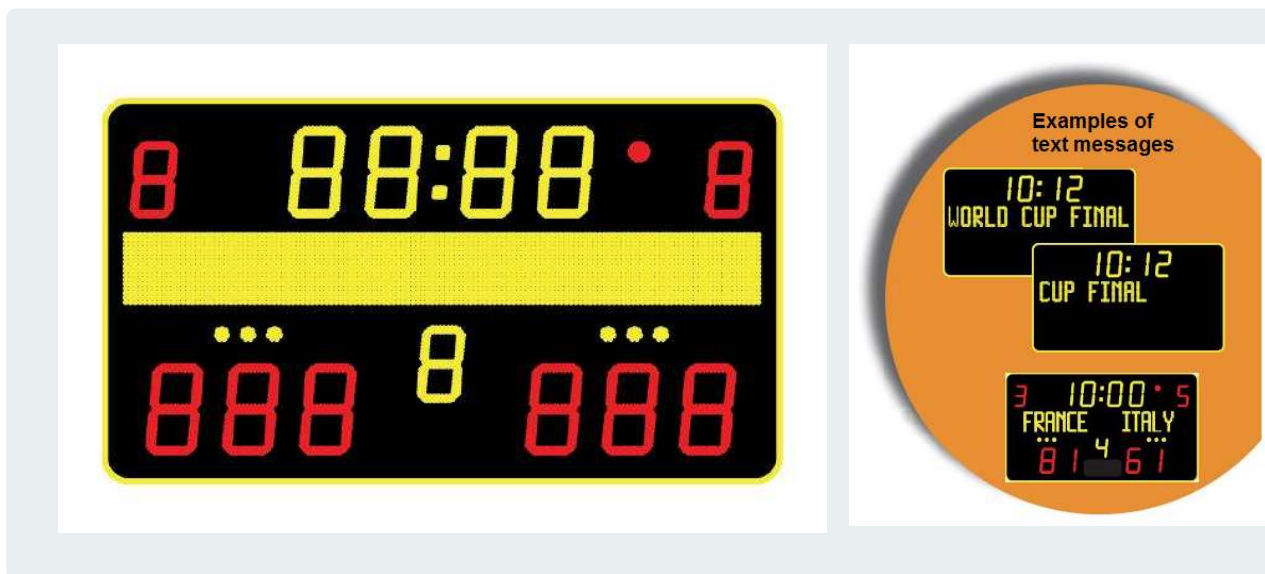 8 88:88 8
8
888 888
Examples of
text messages
10:12
WORLD CUP FINAL
10:12
CUP FINAL
3 10:00 5
FRANCE ITALY
4
81 61